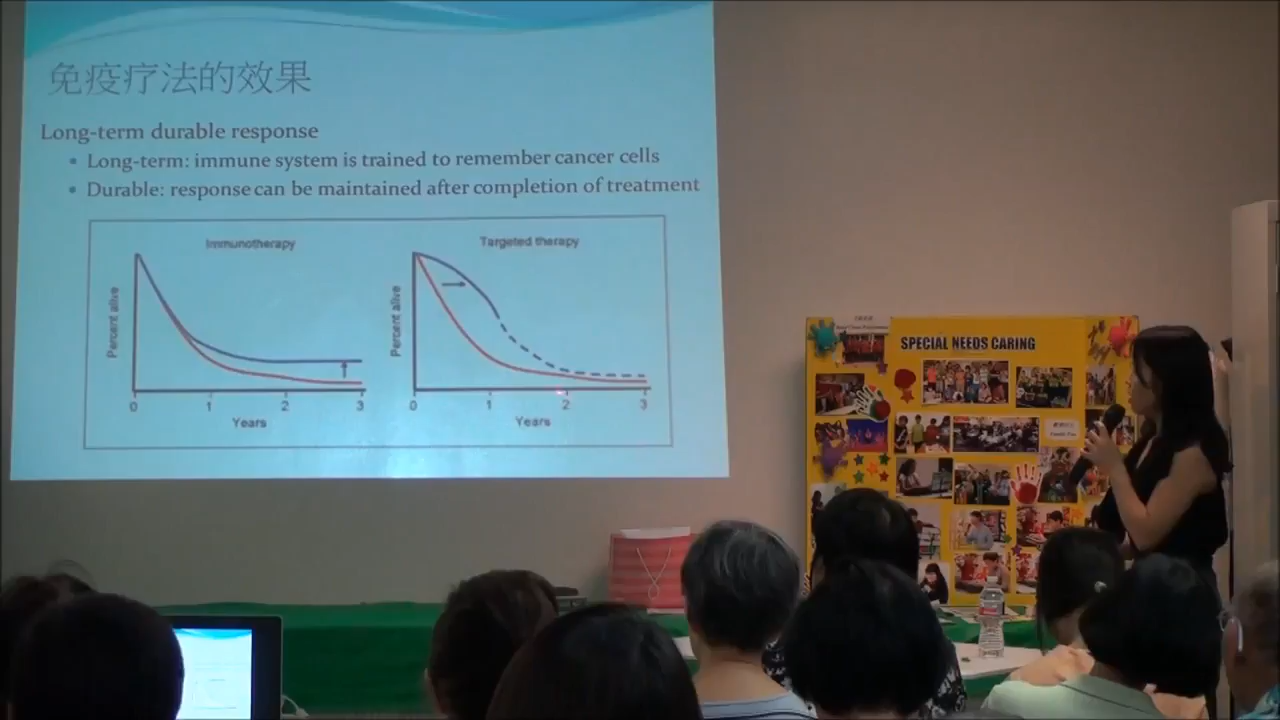 免疫疗法的效果
Long-term durable response
• Long-term: immune system is trained to remember cancer cells
• Durable: response can be maintained after completion of treatment
Immunotherapy
Percent alive
0 1 2 3
Years
Targeted therapy
Percent alive
0 1 2 3
Years
SPECIAL NEEDS CARING